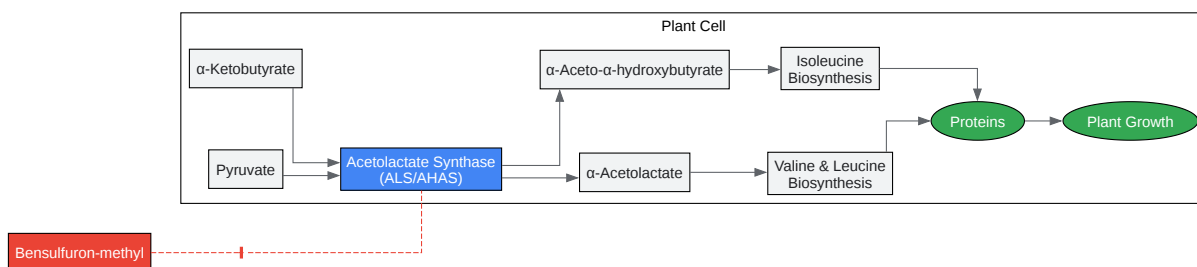 Plant Cell
α-Ketobutyrate
α-Aceto-α-hydroxybutyrate
Isoleucine
Biosynthesis
Proteins
Plant Growth
Pyruvate
Acetolactate Synthase
(ALS/AHAS)
α-Acetolactate
Valine & Leucine
Biosynthesis
Bensulfuron-methyl